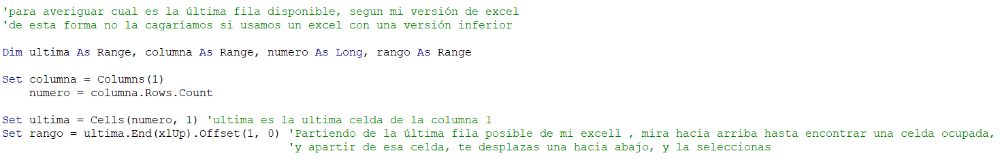 'para averiguar cual es la última fila disponible, segun mi versión de excel
'de esta forma no la cagaríamos si usamos un excel con una versión inferior
Dim ultima As Range, columna As Range, numero As Long, rango As Range
Set columna = Columns(1)
numero = columna.Rows.Count
Set ultima = Cells(numero, 1) 'ultima es la ultima celda de la columna 1
Set rango = ultima.End(xlUp).Offset(1, 0) 'Partiendo de la última fila posible de mi excell , mira hacia arriba hasta encontrar una celda ocupada,
'y apartir de esa celda, te desplazas una hacia abajo, y la seleccionas